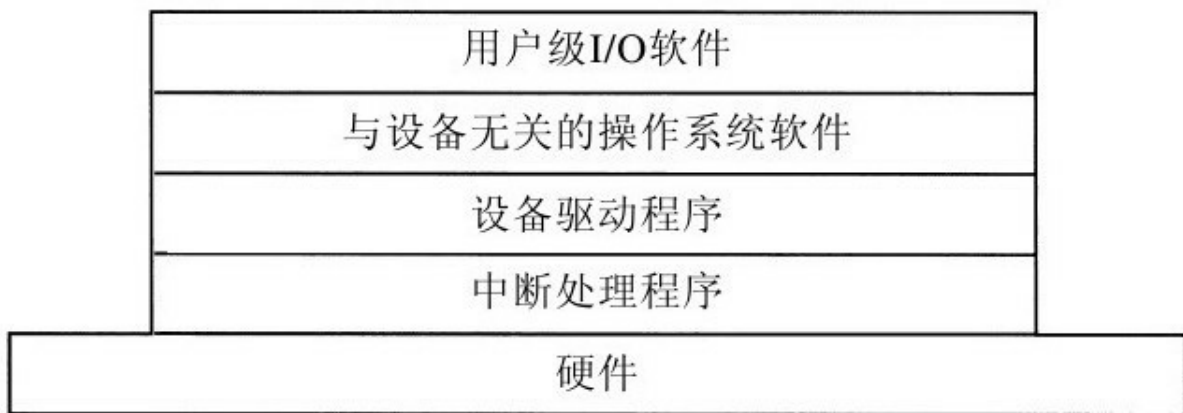 用户级I/O软件
与设备无关的操作系统软件
设备驱动程序
中断处理程序
硬件